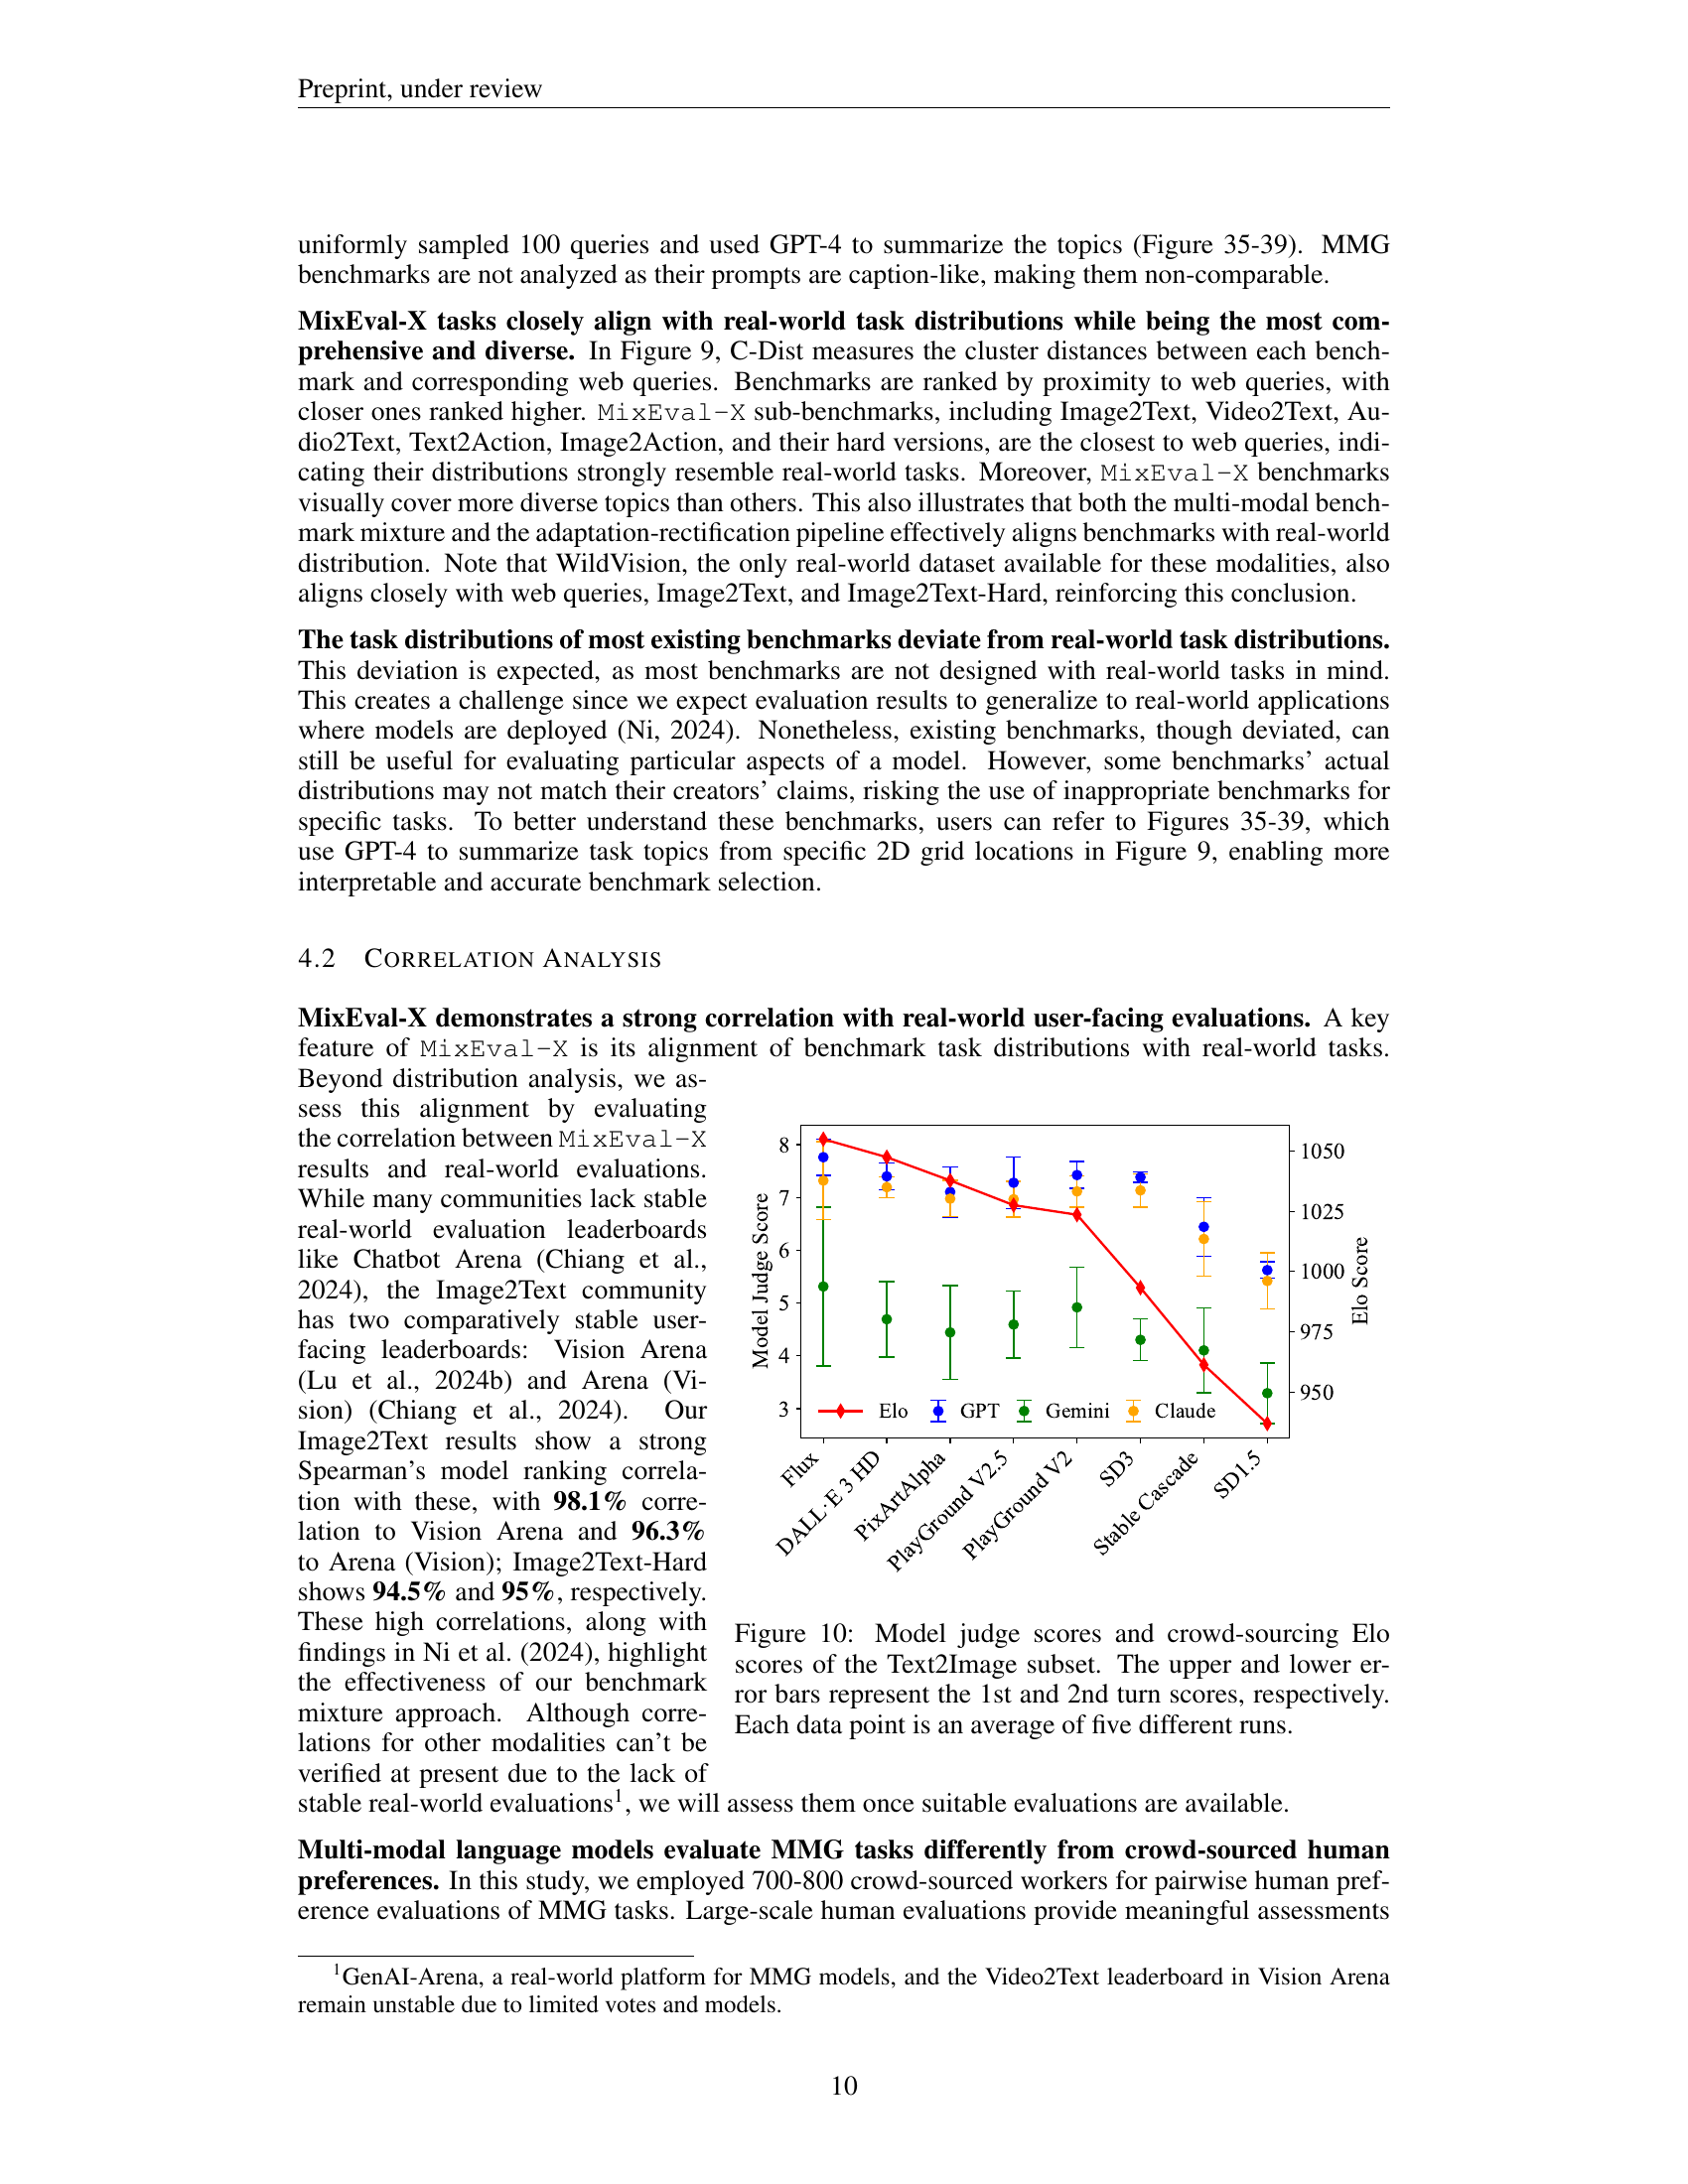 Preprint, under review
uniformly sampled 100 queries and used GPT-4 to summarize the topics (Figure 35-39). MMG
benchmarks are not analyzed as their prompts are caption-like, making them non-comparable.
MixEval-X tasks closely align with real-world task distributions while being the most com-
prehensive and diverse. In Figure 9, C-Dist measures the cluster distances between each bench-
mark and corresponding web queries. Benchmarks are ranked by proximity to web queries, with
closer ones ranked higher. MixEval-X sub-benchmarks, including Image2Text, Video2Text, Au-
dio2Text, Text2Action, Image2Action, and their hard versions, are the closest to web queries, indi-
cating their distributions strongly resemble real-world tasks. Moreover, MixEval-X benchmarks
visually cover more diverse topics than others. This also illustrates that both the multi-modal bench-
mark mixture and the adaptation-rectification pipeline effectively aligns benchmarks with real-world
distribution. Note that WildVision, the only real-world dataset available for these modalities, also
aligns closely with web queries, Image2Text, and Image2Text-Hard, reinforcing this conclusion.
The task distributions of most existing benchmarks deviate from real-world task distributions.
This deviation is expected, as most benchmarks are not designed with real-world tasks in mind.
This creates a challenge since we expect evaluation results to generalize to real-world applications
where models are deployed (Ni, 2024). Nonetheless, existing benchmarks, though deviated, can
still be useful for evaluating particular aspects of a model. However, some benchmarks' actual
distributions may not match their creators' claims, risking the use of inappropriate benchmarks for
specific tasks. To better understand these benchmarks, users can refer to Figures 35-39, which
use GPT-4 to summarize task topics from specific 2D grid locations in Figure 9, enabling more
interpretable and accurate benchmark selection.
4.2 CORRELATION ANALYSIS
MixEval-X demonstrates a strong correlation with real-world user-facing evaluations. A key
feature of MixEval-X is its alignment of benchmark task distributions with real-world tasks.
Beyond distribution analysis, we as-
sess this alignment by evaluating
the correlation between MixEval-X
results and real-world evaluations.
While many communities lack stable
real-world evaluation leaderboards
like Chatbot Arena (Chiang et al.,
2024), the Image2Text community
has two comparatively stable user-
facing leaderboards: Vision Arena
(Lu et al., 2024b) and Arena (Vi-
sion) (Chiang et al., 2024). Our
Image2Text results show a strong
Spearman's model ranking correla-
tion with these, with 98.1% corre-
lation to Vision Arena and 96.3%
to Arena (Vision); Image2Text-Hard
shows 94.5% and 95%, respectively.
These high correlations, along with
findings in Ni et al. (2024), highlight
the effectiveness of our benchmark
mixture approach. Although corre-
lations for other modalities can't be
verified at present due to the lack of
stable real-world evaluations1, we will assess them once suitable evaluations are available.
Model Judge Score
8
7
6
5
4
3
Elo GPT Gemini Claude
1050
1025
1000
975
950
Elo Score
Flux
DALL·E 3 HD
PixArtAlpha
PlayGround V2.5
PlayGround V2
SD3
Stable Cascade
SD1.5
Figure 10: Model judge scores and crowd-sourcing Elo
scores of the Text2Image subset. The upper and lower er-
ror bars represent the 1st and 2nd turn scores, respectively.
Each data point is an average of five different runs.
Multi-modal language models evaluate MMG tasks differently from crowd-sourced human
preferences. In this study, we employed 700-800 crowd-sourced workers for pairwise human pref-
erence evaluations of MMG tasks. Large-scale human evaluations provide meaningful assessments
1GenAI-Arena, a real-world platform for MMG models, and the Video2Text leaderboard in Vision Arena
remain unstable due to limited votes and models.
10